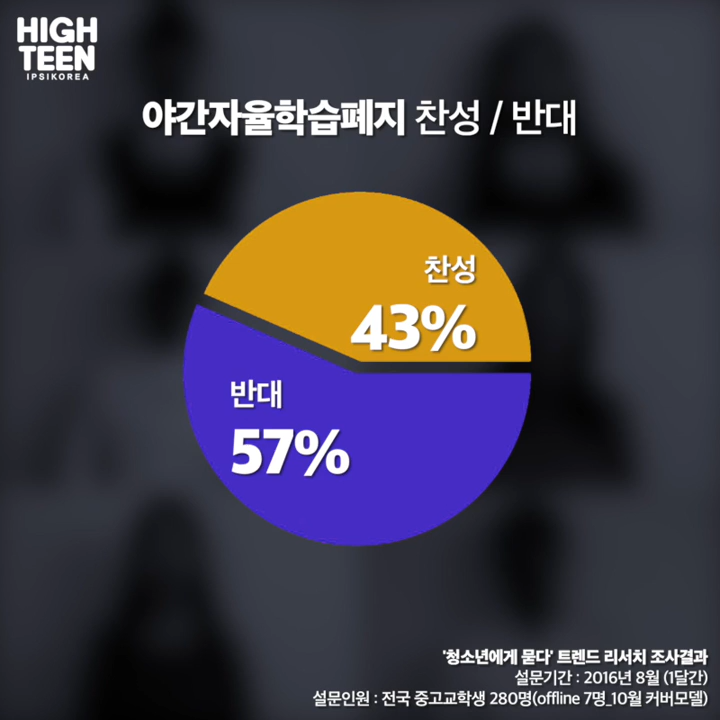 HIGH
TEEN
IPSIKOREA
야간자율학습폐지 찬성 / 반대
찬성
43%
반대
57%
'청소년에게 묻다' 트렌드 리서치 조사결과
설문기간 : 2016년 8월 (1달간)
설문인원 : 전국 중고교학생 280명(offline 7명_10월 커버모델)